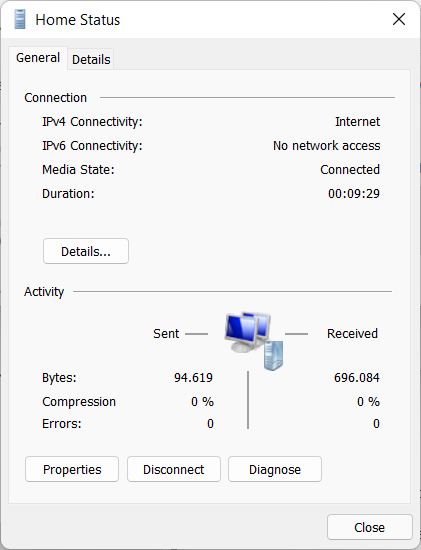 Home Status
General Details
Connection
IPv4 Connectivity: Internet
IPv6 Connectivity: No network access
Media State: Connected
Duration: 00:09:29
Details...
Activity
Sent Received
Bytes: 94.619 696.084
Compression 0 % 0 %
Errors: 0 0
Properties Disconnect Diagnose
Close